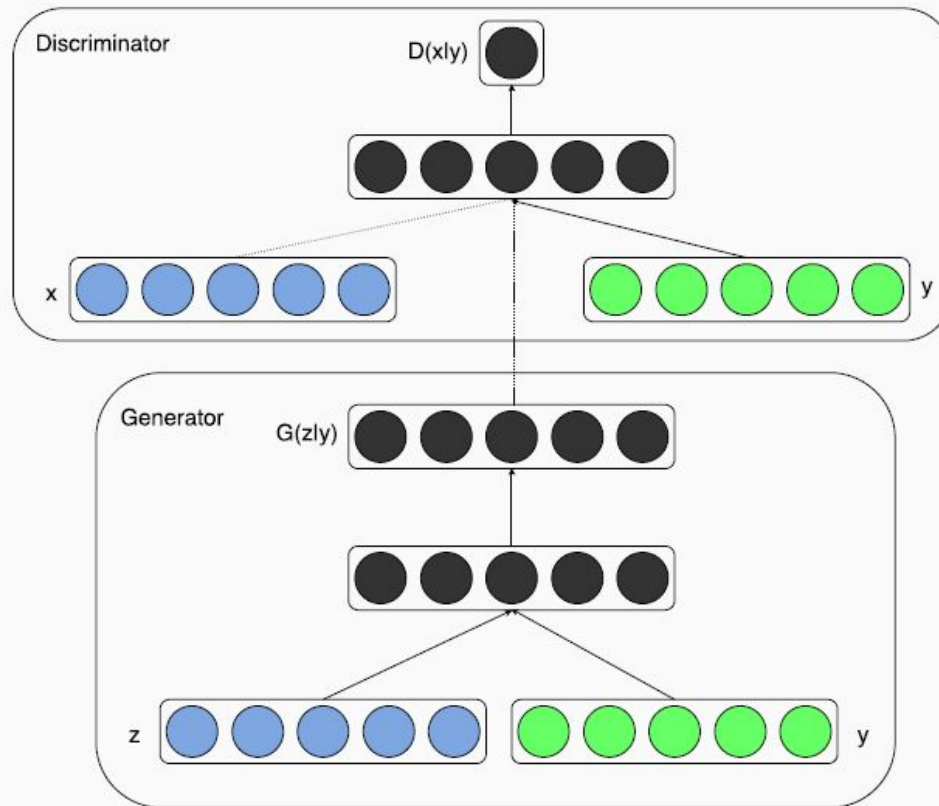 Discriminator
D(x|y)
x
y
Generator
G(z|y)
z
y